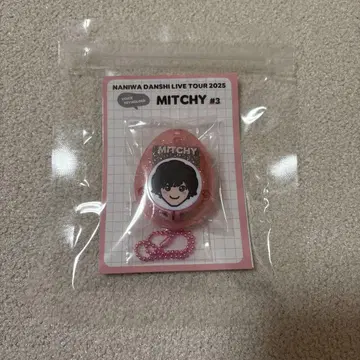 NANIWA DANSHI LIVE TOUR 2025
MITCHY #3
MITCHY